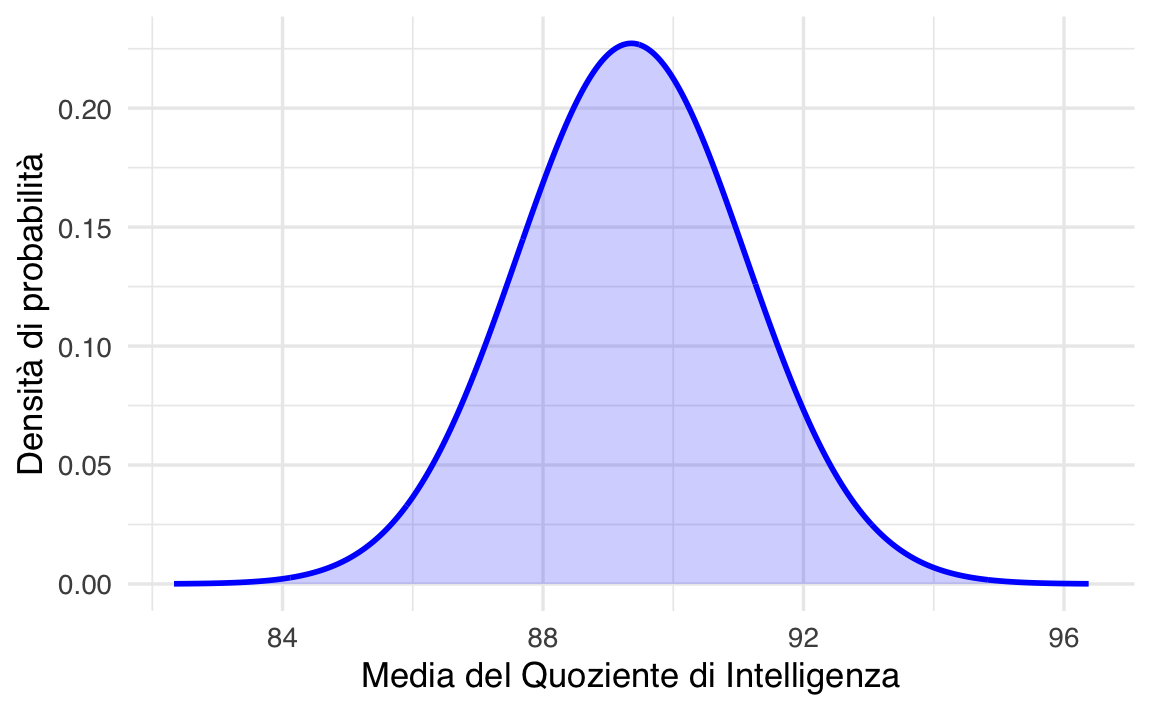 Densità di probabilità
0.20
0.15
0.10
0.05
0.00
84 88 92 96
Media del Quoziente di Intelligenza